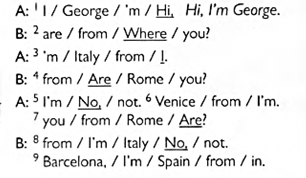 A: ¹ I / George / 'm / Hi, Hi, I'm George.
B: ² are / from / Where / you?
A: ³ 'm / Italy / from / I.
B: ⁴ from / Are / Rome / you?
A: ⁵ I'm / No, / not. ⁶ Venice / from / I'm.
⁷ you / from / Rome / Are?
B: ⁸ from / I'm / Italy / No, / not.
⁹ Barcelona, / I'm / Spain / from / in.